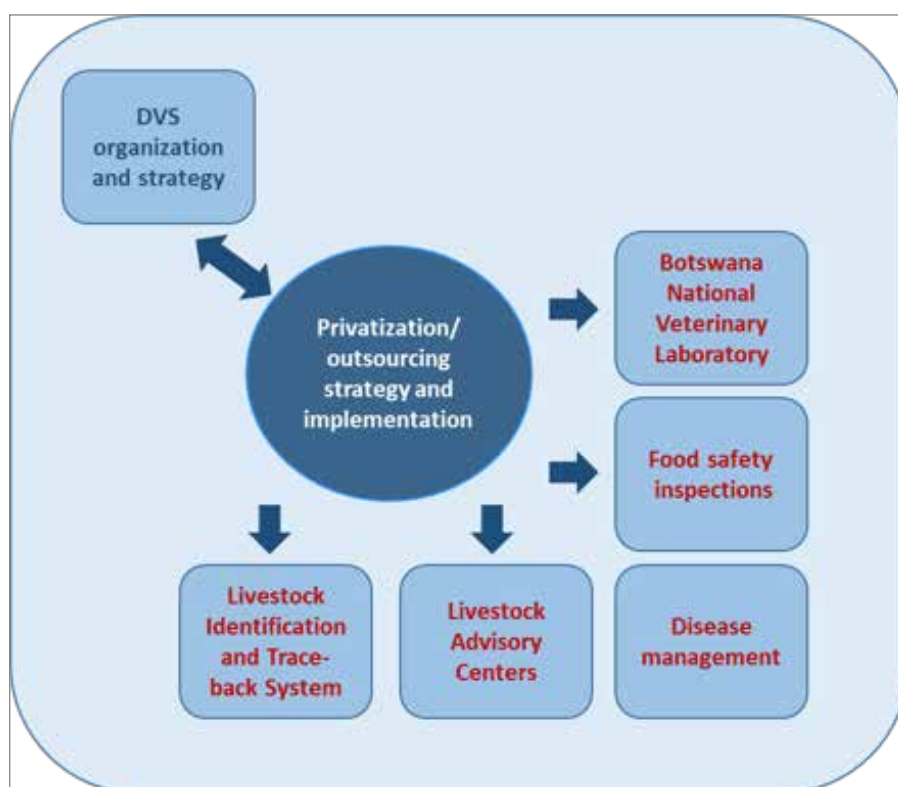 DVS
organization
and strategy
Privatization/
outsourcing
strategy and
implementation
Botswana
National
Veterinary
Laboratory
Food safety
inspections
Livestock
Identification
and Trace-
back System
Livestock
Advisory
Centers
Disease
management